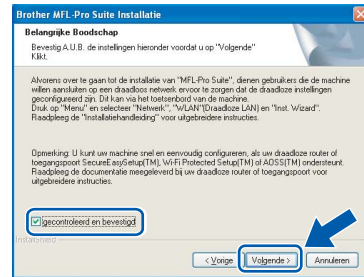 Brother MFL-Pro Suite Installatie
Belangrijke Boodschap
Bevestig A.U.B. de instellingen hieronder voordat u op "Volgende"
Klikt.
Alvorens over te gaan tot de installatie van "MFL-Pro Suite", dienen gebruikers die de machine
willen aansluiten op een draadloos netwerk ervoor te zorgen dat de draadloze instellingen
geconfigureerd zijn. Dit kan via het toetsenbord van de machine.
Druk op "Menu" en selecteer "Netwerk", "WLAN"(Draadloze LAN) en "Inst. Wizard".
Raadpleeg de "Installatiehandleiding" voor uitgebreidere instructies.
Opmerking: U kunt uw machine snel en eenvoudig configureren, als uw draadloze router of
toegangspoort SecureEasySetup(TM), Wi-Fi Protected Setup(TM) of AOSS(TM) ondersteunt.
Raadpleeg de documentatie meegeleverd bij uw draadloze router of toegangspoort voor
uitgebreidere instructies.
gecontroleerd en bevestigd
InstallShield
< Vorige
Volgende >
Annuleren